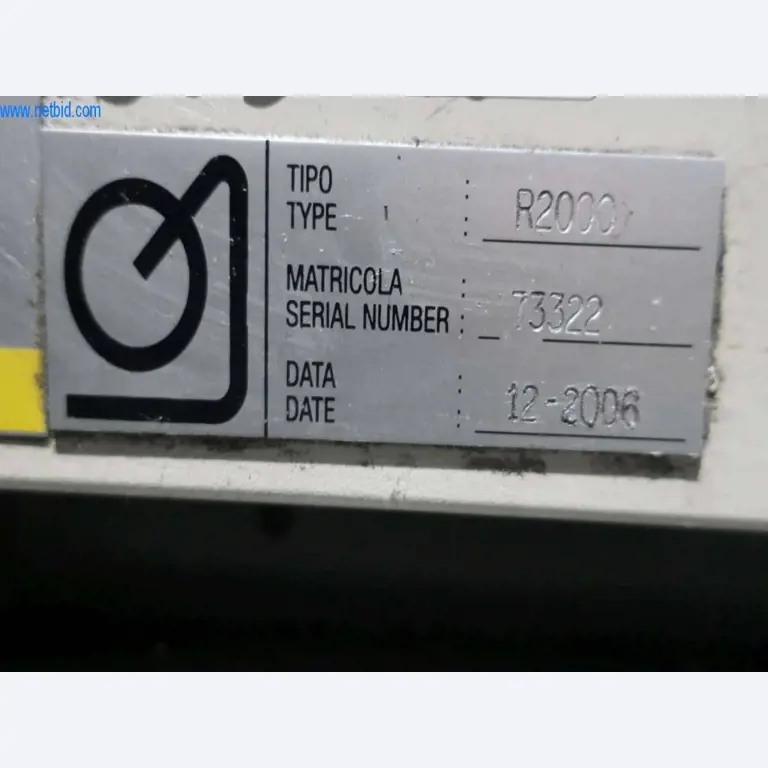 www.netbid.com
TIPO
TYPE : R2000
MATRICOLA
SERIAL NUMBER : 73322
DATA
DATE : 12-2006